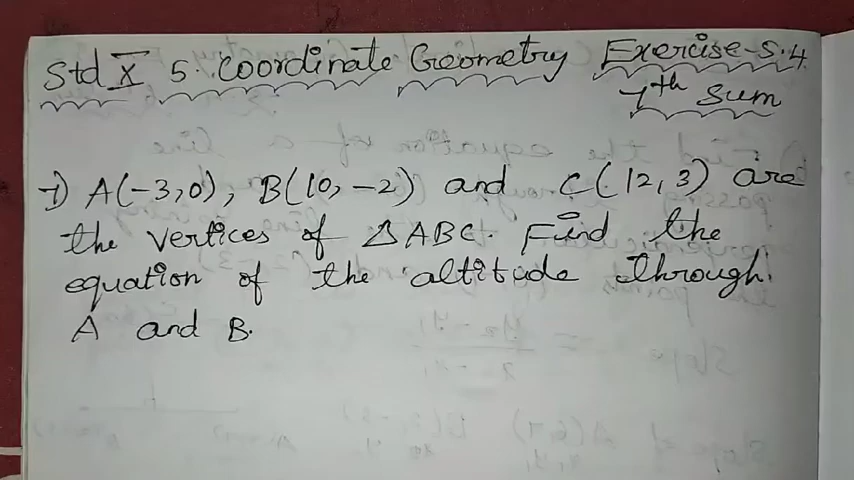 Std X 5. Coordinate Geometry Exercise-5.4
7th Sum
7) A(-3,0), B(10,-2) and C(12,3) are
the vertices of ΔABC. Find the
equation of the altitude through
A and B.